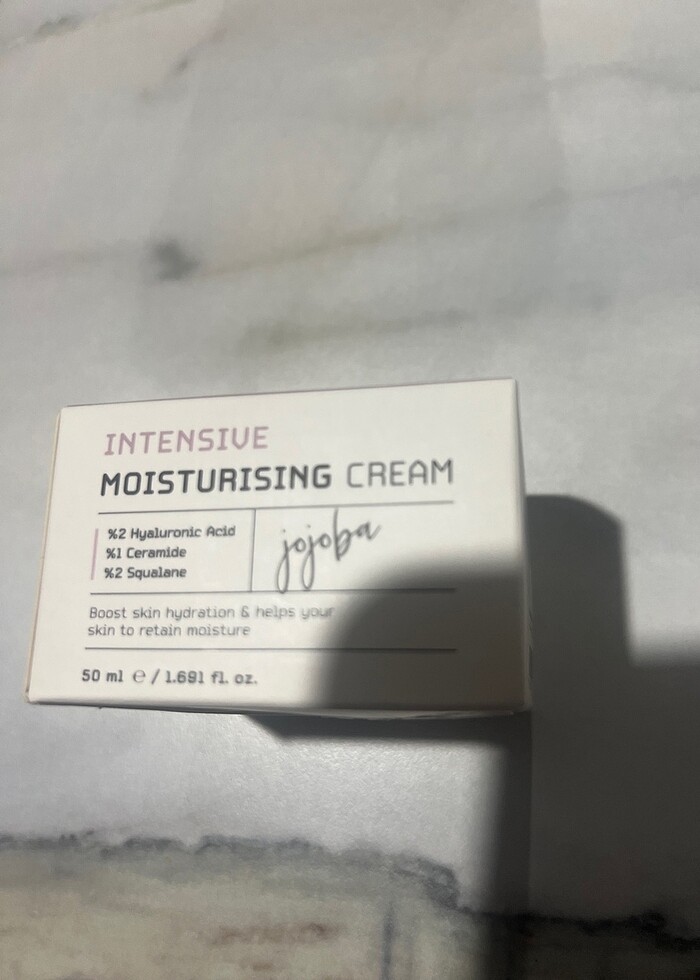 INTENSIVE
MOISTURISING CREAM
%2 Hyaluronic Acid
%1 Ceramide
%2 Squalane
jojoba
Boost skin hydration & helps your
skin to retain moisture
50 ml ℮ / 1.691 fl. oz.